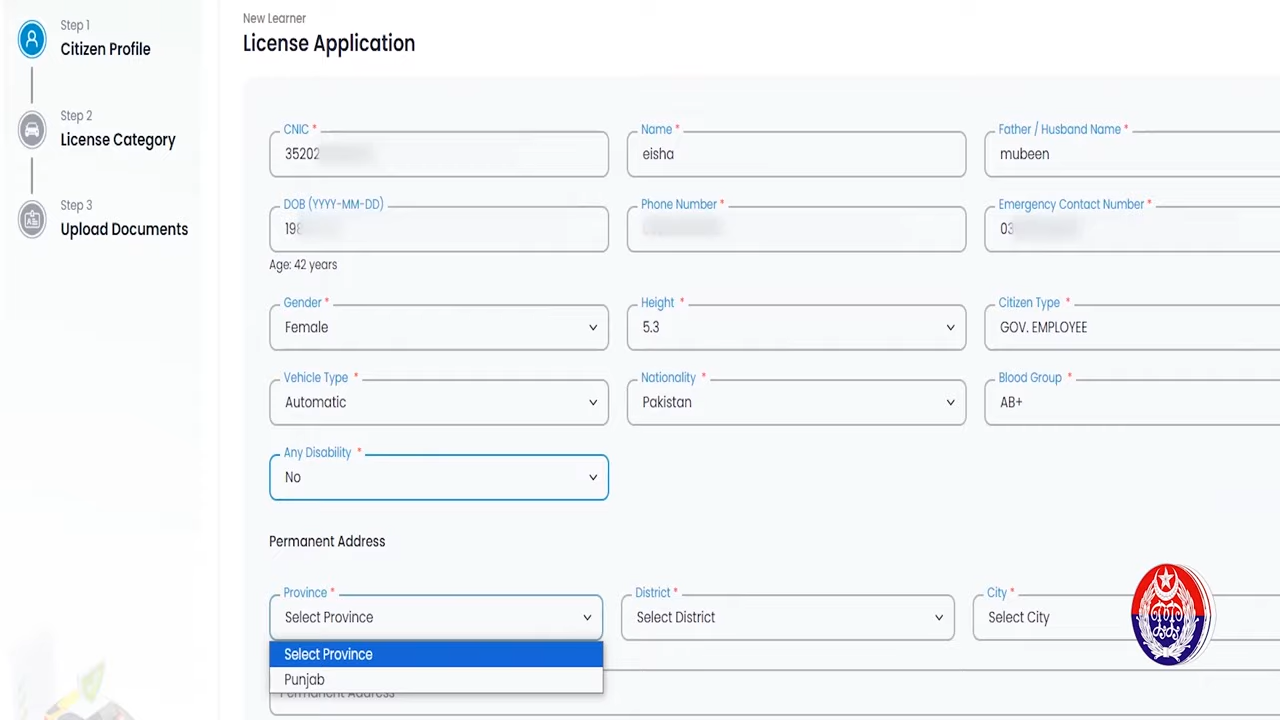 Step 1
Citizen Profile
Step 2
License Category
Step 3
Upload Documents
New Learner
License Application
CNIC *
35202
Name *
eisha
Father / Husband Name *
mubeen
DOB (YYYY-MM-DD)
198
Phone Number *
Emergency Contact Number *
03
Age: 42 years
Gender *
Female
Height *
5.3
Citizen Type *
GOV. EMPLOYEE
Vehicle Type *
Automatic
Nationality *
Pakistan
Blood Group *
AB+
Any Disability *
No
Permanent Address
Province *
Select Province
District *
Select District
City *
Select City
Select Province
Punjab
Permanent Address